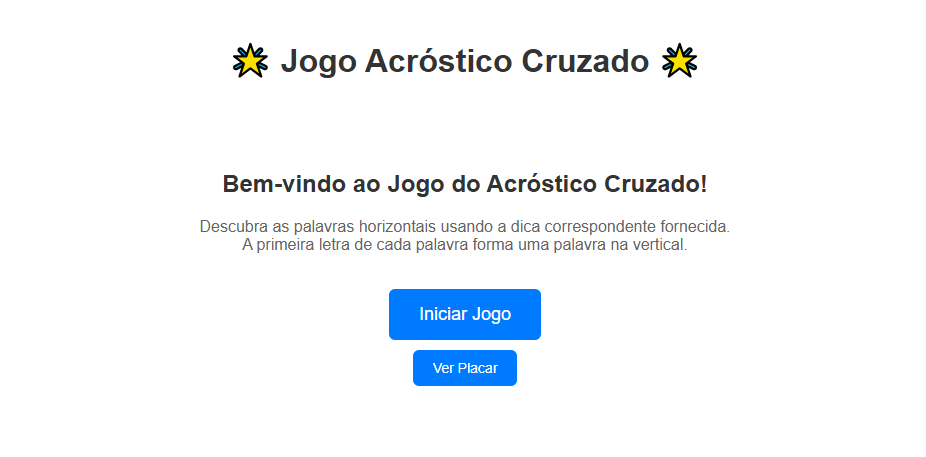 Jogo Acróstico Cruzado
Bem-vindo ao Jogo do Acróstico Cruzado!
Descubra as palavras horizontais usando a dica correspondente fornecida.
A primeira letra de cada palavra forma uma palavra na vertical.
Iniciar Jogo
Ver Placar